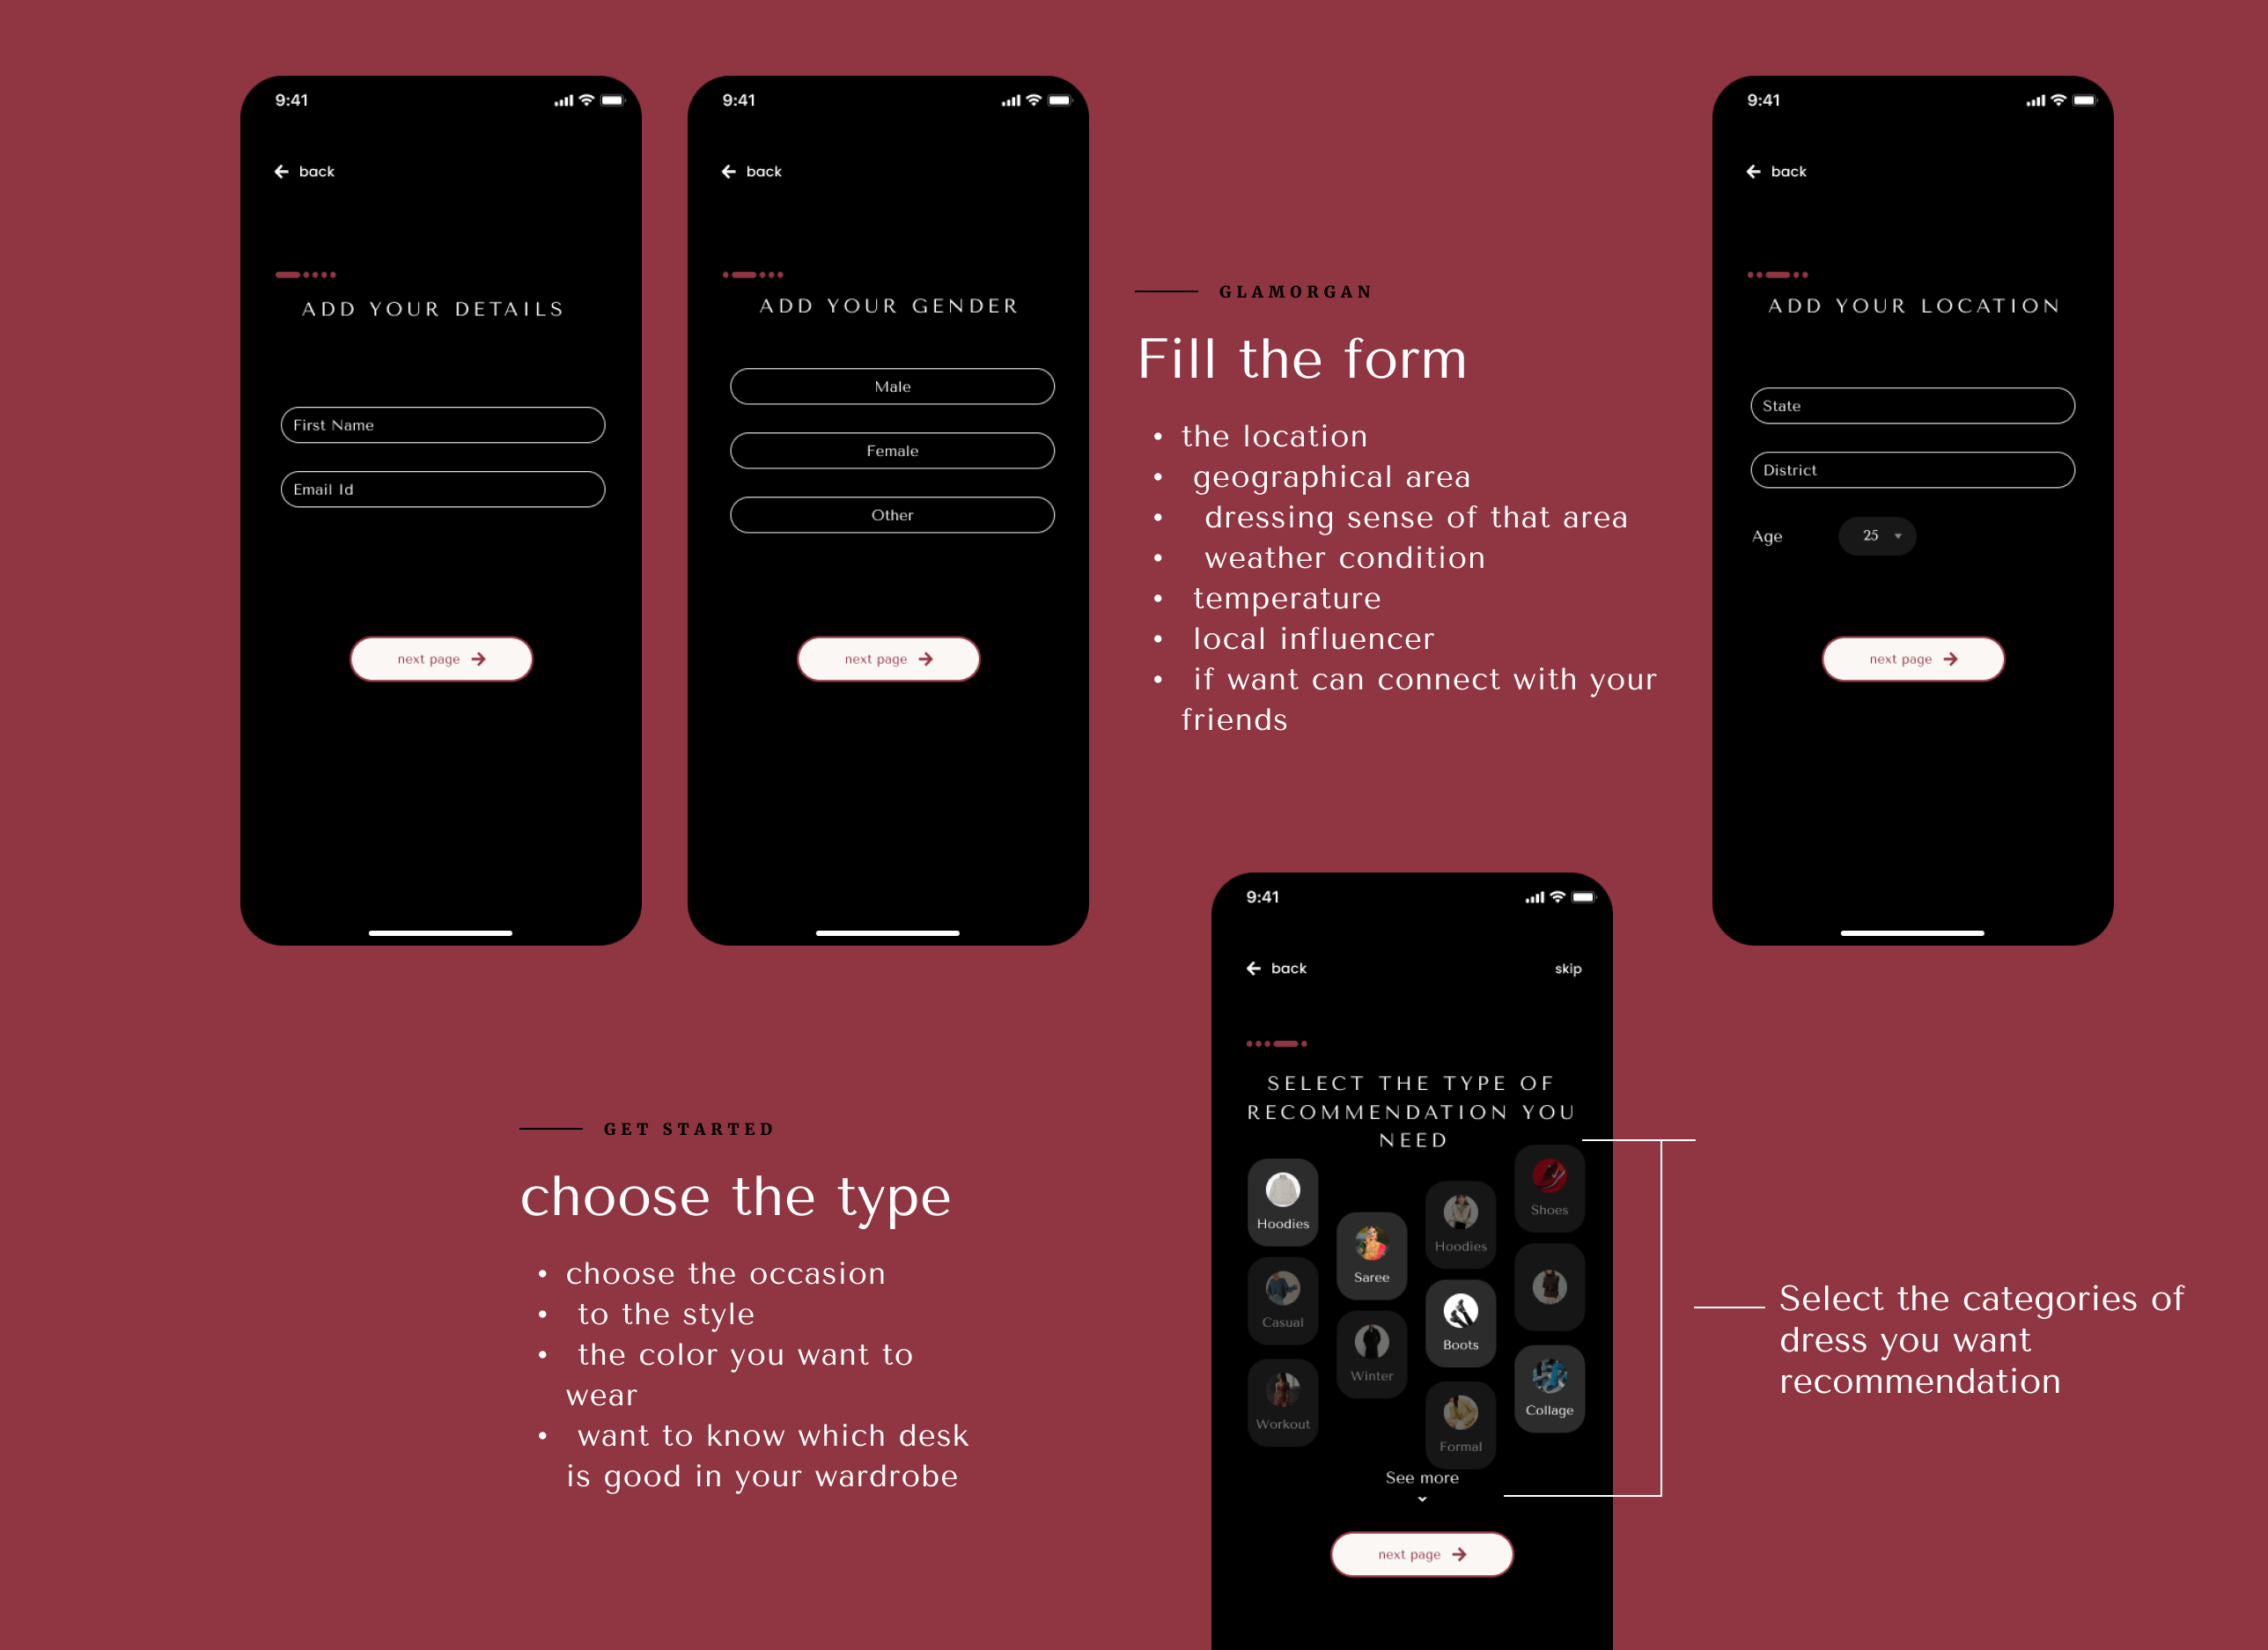 9:41
back
ADD YOUR DETAILS
First Name
Email Id
next page
9:41
back
ADD YOUR GENDER
Male
Female
Other
next page
GLAMORGAN
Fill the form
• the location
• geographical area
• dressing sense of that area
• weather condition
• temperature
• local influencer
• if want can connect with your
friends
9:41
back
ADD YOUR LOCATION
State
District
Age
25
next page
GET STARTED
choose the type
• choose the occasion
• to the style
• the color you want to
wear
• want to know which desk
is good in your wardrobe
9:41
back
skip
SELECT THE TYPE OF
RECOMMENDATION YOU
NEED
Hoodies
Casual
Workout
Saree
Winter
Hoodies
Boots
Formal
Shoes
Collage
See more
next page
Select the categories of
dress you want
recommendation